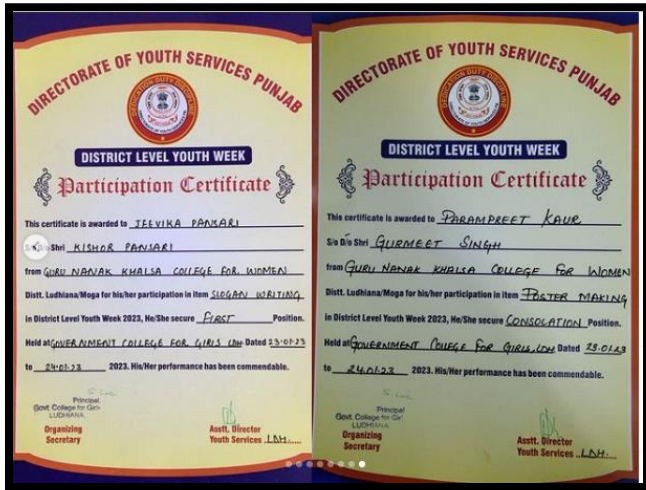 DIRECTORATE OF YOUTH SERVICES PUNJAB
DEDICATION DUTY DISCIPLINE
DISTRICT LEVEL YOUTH WEEK
Participation Certificate
This certificate is awarded to JEEVIKA PANSARI
D/o Shri KISHOR PANSARI
from GURU NANAK KHALSA COLLEGE FOR WOMEN
Distt. Ludhiana/Moga for his/her participation in item SLOGAN WRITING
in District Level Youth Week 2023, He/She secure FIRST Position.
Held at GOVERNMENT COLLEGE FOR GIRLS LDH Dated 23-01-23
to 24-01-23 2023. His/Her performance has been commendable.
Principal
Govt. College for Girls
LUDHIANA
Organizing
Secretary
Asstt. Director
Youth Services LDH.
DIRECTORATE OF YOUTH SERVICES PUNJAB
DEDICATION DUTY DISCIPLINE
DISTRICT LEVEL YOUTH WEEK
Participation Certificate
This certificate is awarded to PARAMPREET KAUR
S/o D/o Shri GURMEET SINGH
from GURU NANAK KHALSA COLLEGE FOR WOMEN
Distt. Ludhiana/Moga for his/her participation in item POSTER MAKING
in District Level Youth Week 2023, He/She secure CONSOLATION Position.
Held at GOVERNMENT COLLEGE FOR GIRLS, LDH Dated 23.01.23
to 24.01.23 2023. His/Her performance has been commendable.
Principal
Govt. College for Girl
LUDHIANA
Organizing
Secretary
Asstt. Director
Youth Services LDH.